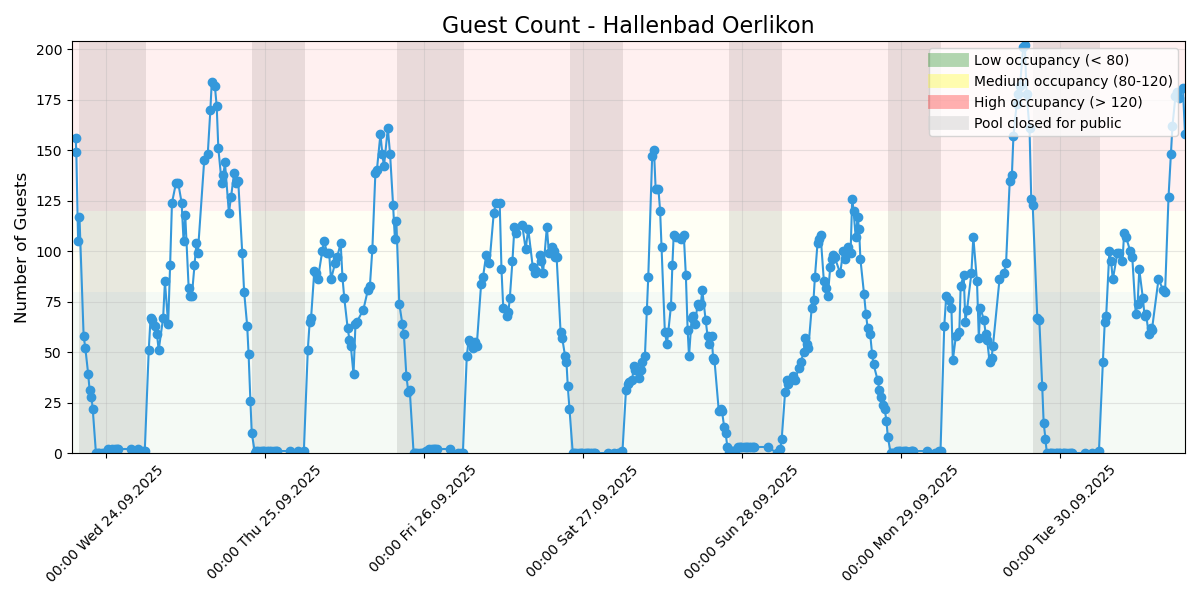 Guest Count - Hallenbad Oerlikon
Number of Guests
200
175
150
125
100
75
50
25
0
Low occupancy (< 80)
Medium occupancy (80-120)
High occupancy (> 120)
Pool closed for public
00:00 Wed 24.09.2025
00:00 Thu 25.09.2025
00:00 Fri 26.09.2025
00:00 Sat 27.09.2025
00:00 Sun 28.09.2025
00:00 Mon 29.09.2025
00:00 Tue 30.09.2025